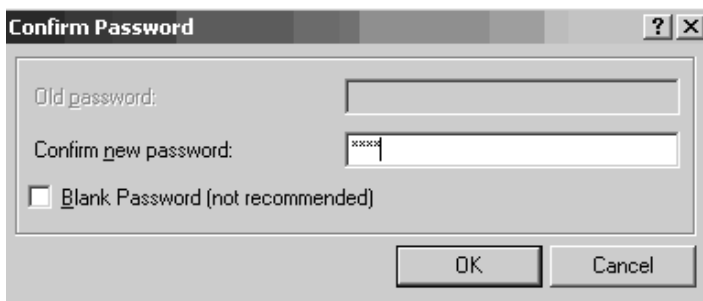 Confirm Password
Old password:
Confirm new password:
****
Blank Password (not recommended)
OK Cancel